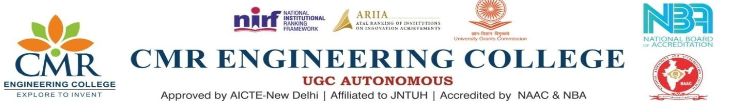 CMR
ENGINEERING COLLEGE
EXPLORE TO INVENT
nirf
NATIONAL
INSTITUTIONAL
RANKING
FRAMEWORK
ARIIA
ATAL RANKING OF INSTITUTIONS
ON INNOVATION ACHIEVEMENTS
ज्ञान-विज्ञान विमुक्तये
University Grants Commission
NBA
NATIONAL BOARD
OF ACCREDITATION
NAAC
CMR ENGINEERING COLLEGE
UGC AUTONOMOUS
Approved by AICTE-New Delhi | Affiliated to JNTUH | Accredited by NAAC & NBA